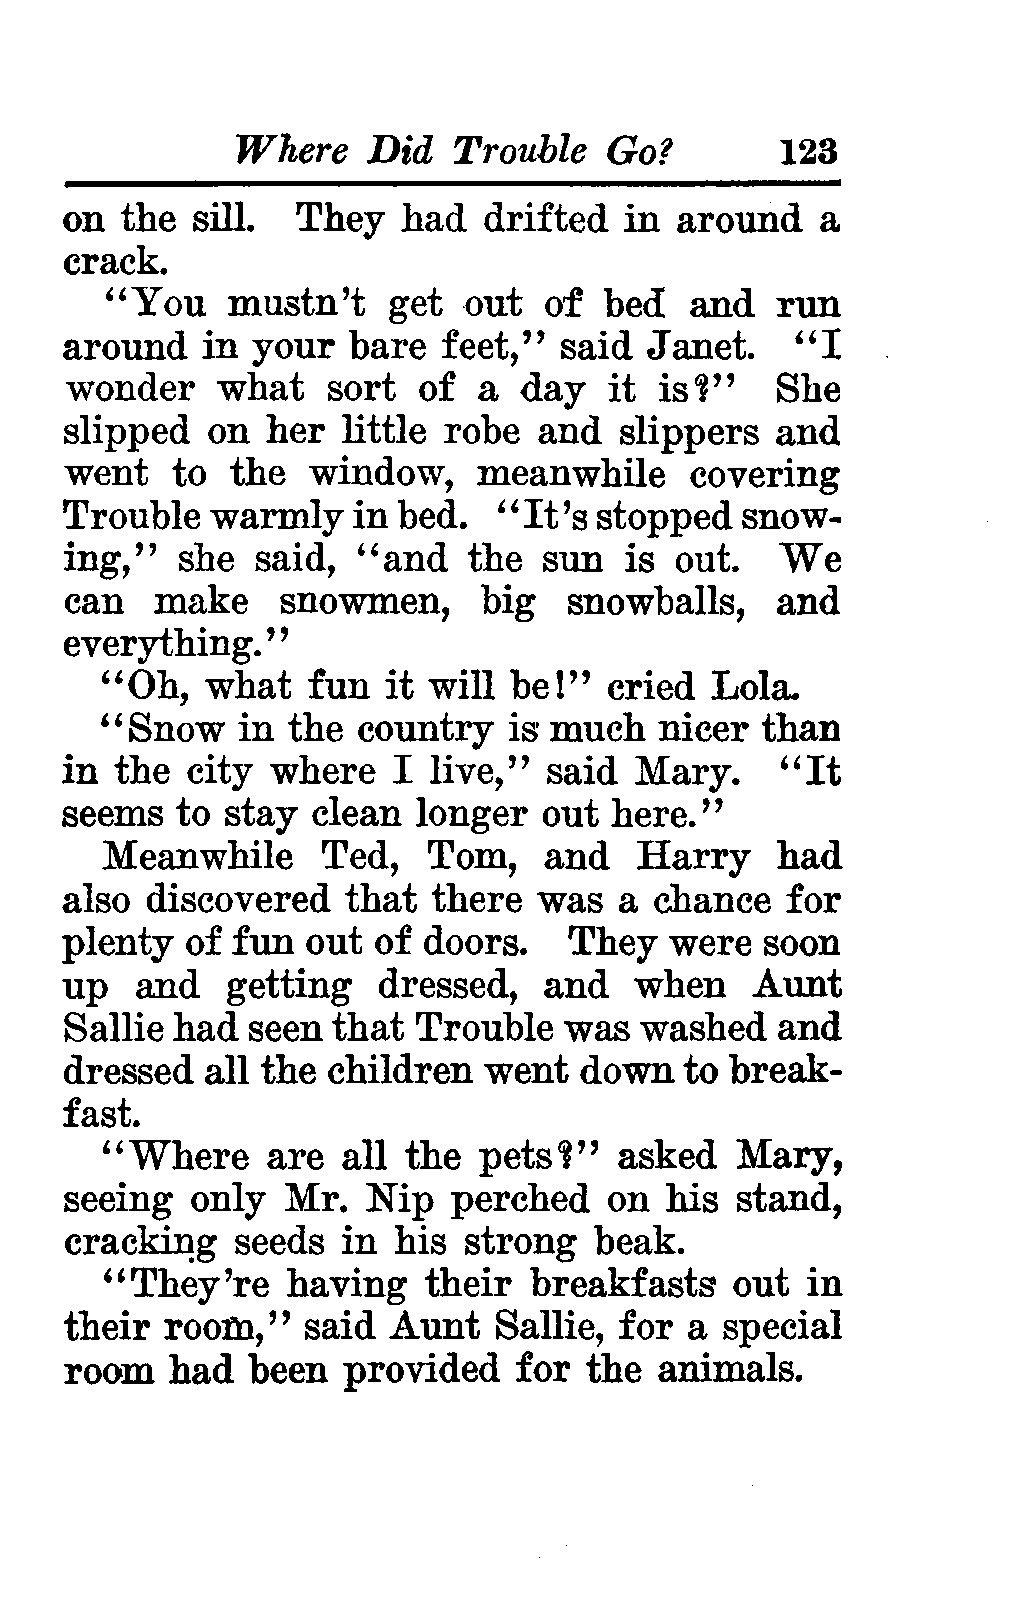 Where Did Trouble Go? 123
on the sill. They had drifted in around a
crack.
"You mustn't get out of bed and run
around in your bare feet," said Janet. "I
wonder what sort of a day it is?" She
slipped on her little robe and slippers and
went to the window, meanwhile covering
Trouble warmly in bed. "It's stopped snow-
ing," she said, "and the sun is out. We
can make snowmen, big snowballs, and
everything."
"Oh, what fun it will be!" cried Lola.
"Snow in the country is much nicer than
in the city where I live," said Mary. "It
seems to stay clean longer out here."
Meanwhile Ted, Tom, and Harry had
also discovered that there was a chance for
plenty of fun out of doors. They were soon
up and getting dressed, and when Aunt
Sallie had seen that Trouble was washed and
dressed all the children went down to break-
fast.
"Where are all the pets?" asked Mary,
seeing only Mr. Nip perched on his stand,
cracking seeds in his strong beak.
"They're having their breakfasts out in
their room," said Aunt Sallie, for a special
room had been provided for the animals.